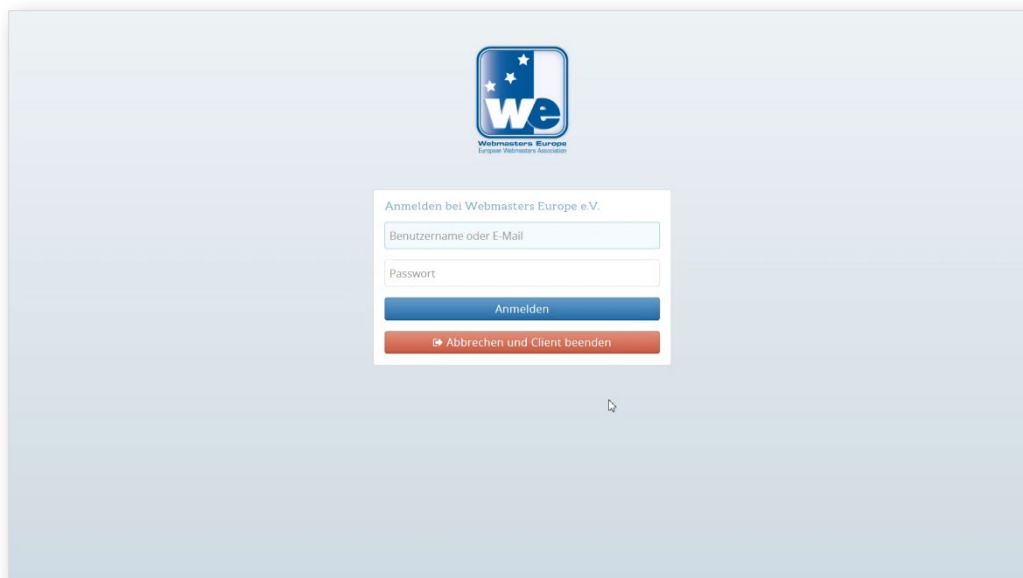 we
Webmasters Europe
European Webmasters Association
Anmelden bei Webmasters Europe e.V.
Benutzername oder E-Mail
Passwort
Anmelden
Abbrechen und Client beenden